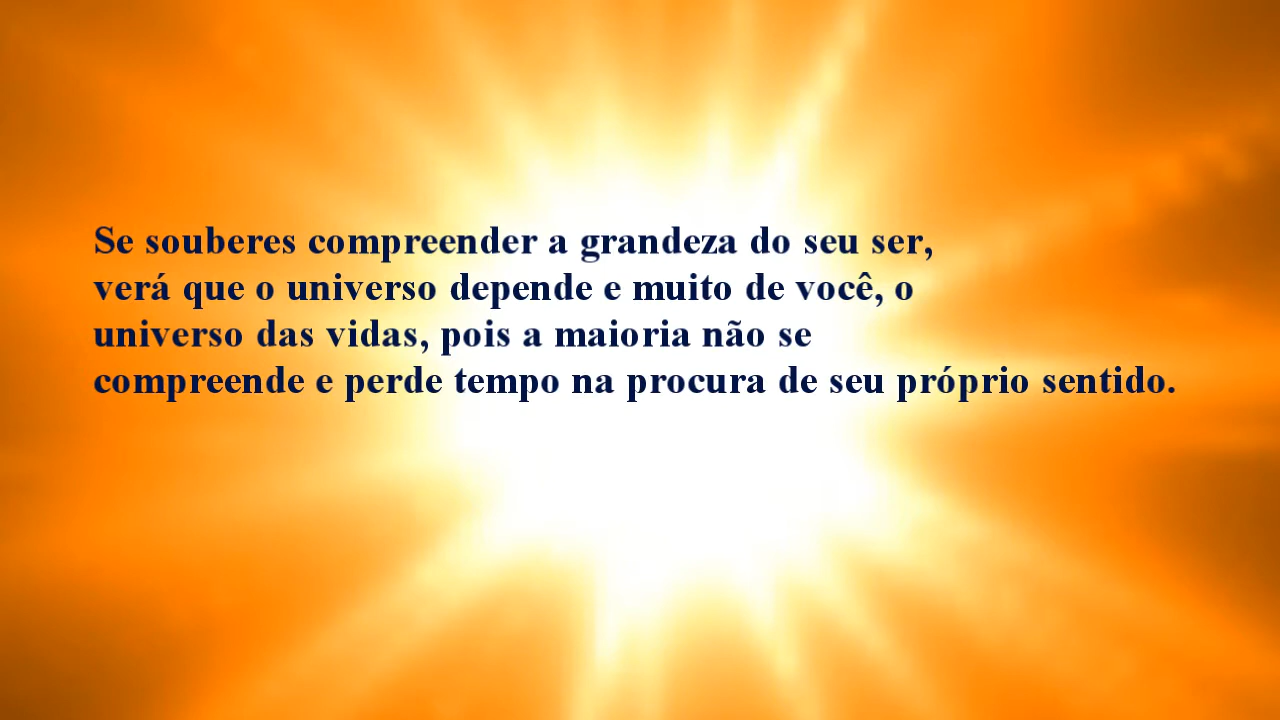 Se souberes compreender a grandeza do seu ser,
verá que o universo depende e muito de você, o
universo das vidas, pois a maioria não se
compreende e perde tempo na procura de seu próprio sentido.